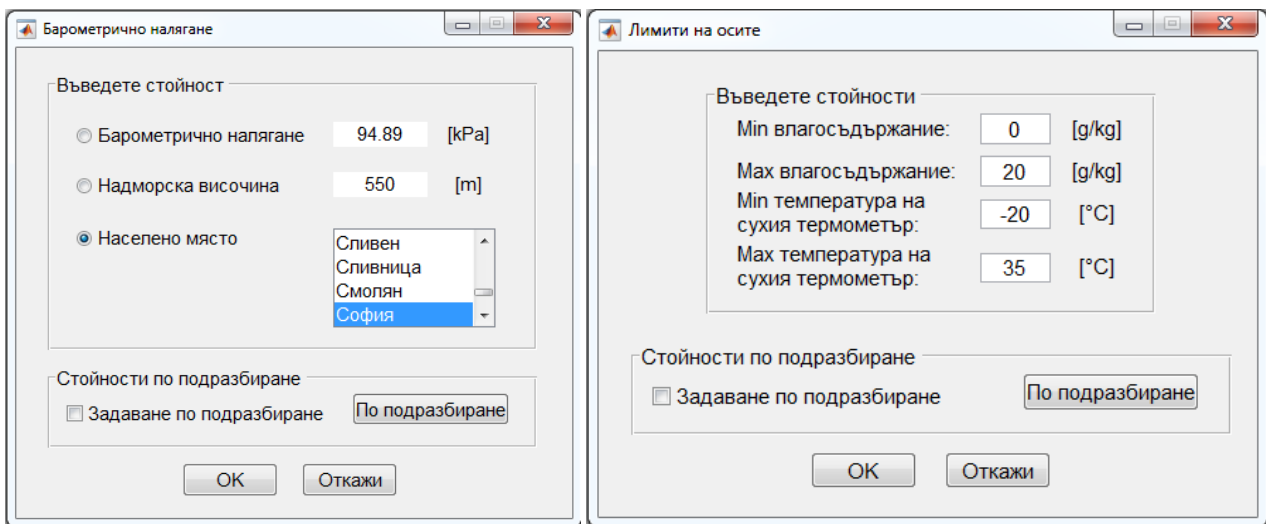 Барометрично налягане
Въведете стойност
Барометрично налягане 94.89 [kPa]
Надморска височина 550 [m]
Населено място
Сливен
Сливница
Смолян
София
Стойности по подразбиране
Задаване по подразбиране По подразбиране
OK Откажи
Лимити на осите
Въведете стойности
Min влагосъдържание: 0 [g/kg]
Max влагосъдържание: 20 [g/kg]
Min температура на
сухия термометър: -20 [°C]
Max температура на
сухия термометър: 35 [°C]
Стойности по подразбиране
Задаване по подразбиране По подразбиране
OK Откажи